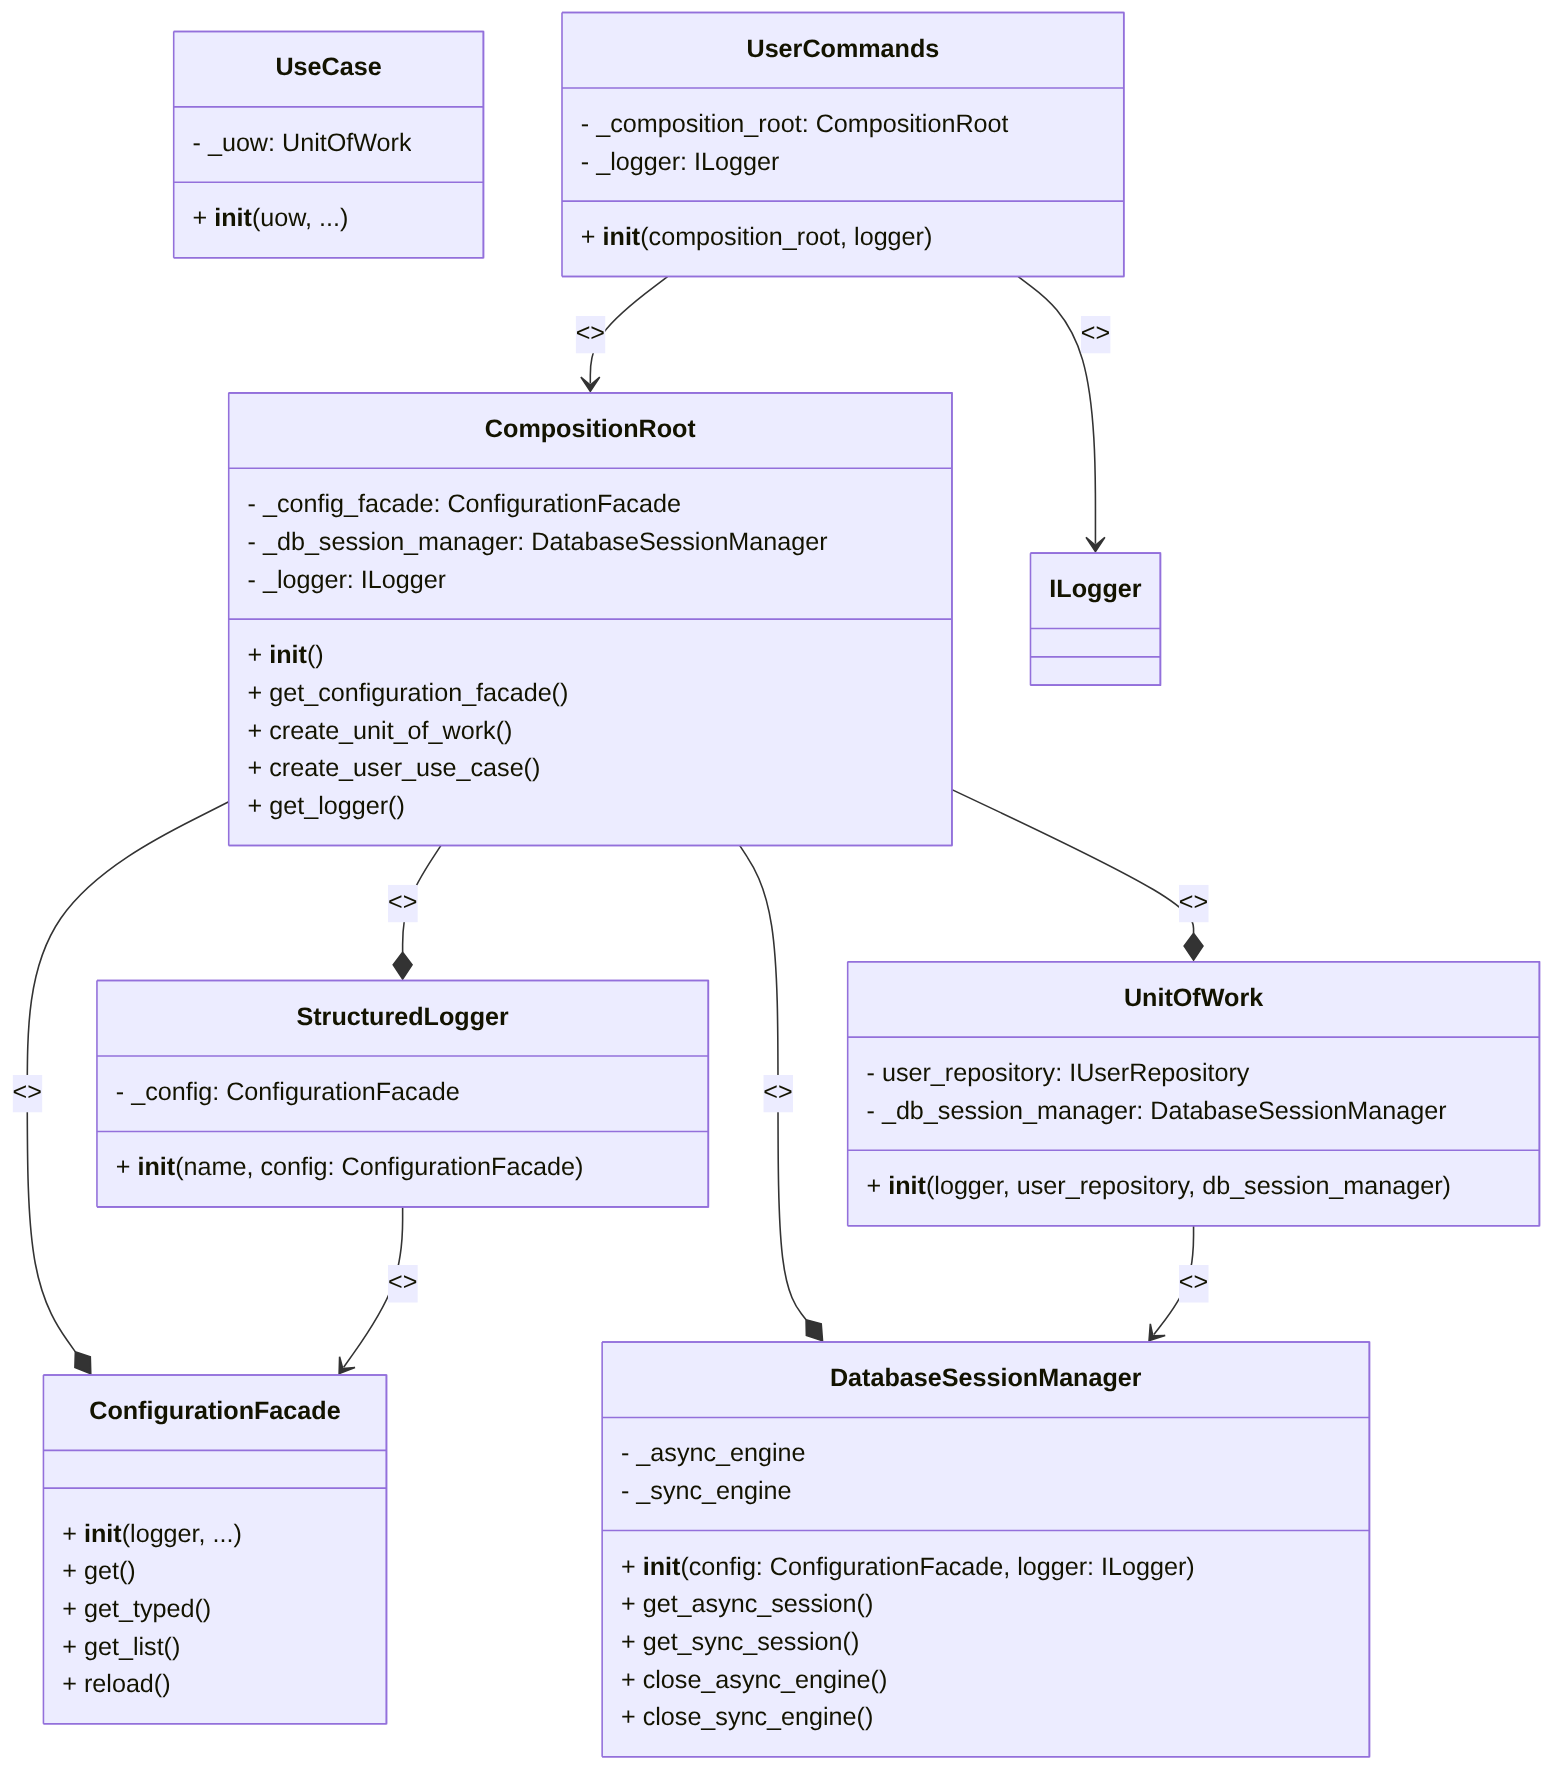 UseCase
- _uow: UnitOfWork
+ init(uow, ...)
UserCommands
- _composition_root: CompositionRoot
- _logger: ILogger
+ init(composition_root, logger)
<>
<>
CompositionRoot
- _config_facade: ConfigurationFacade
- _db_session_manager: DatabaseSessionManager
- _logger: ILogger
+ init()
+ get_configuration_facade()
+ create_unit_of_work()
+ create_user_use_case()
+ get_logger()
ILogger
<>
<>
<>
<>
StructuredLogger
- _config: ConfigurationFacade
+ init(name, config: ConfigurationFacade)
UnitOfWork
- user_repository: IUserRepository
- _db_session_manager: DatabaseSessionManager
+ init(logger, user_repository, db_session_manager)
<>
<>
ConfigurationFacade
+ init(logger, ...)
+ get()
+ get_typed()
+ get_list()
+ reload()
DatabaseSessionManager
- _async_engine
- _sync_engine
+ init(config: ConfigurationFacade, logger: ILogger)
+ get_async_session()
+ get_sync_session()
+ close_async_engine()
+ close_sync_engine()